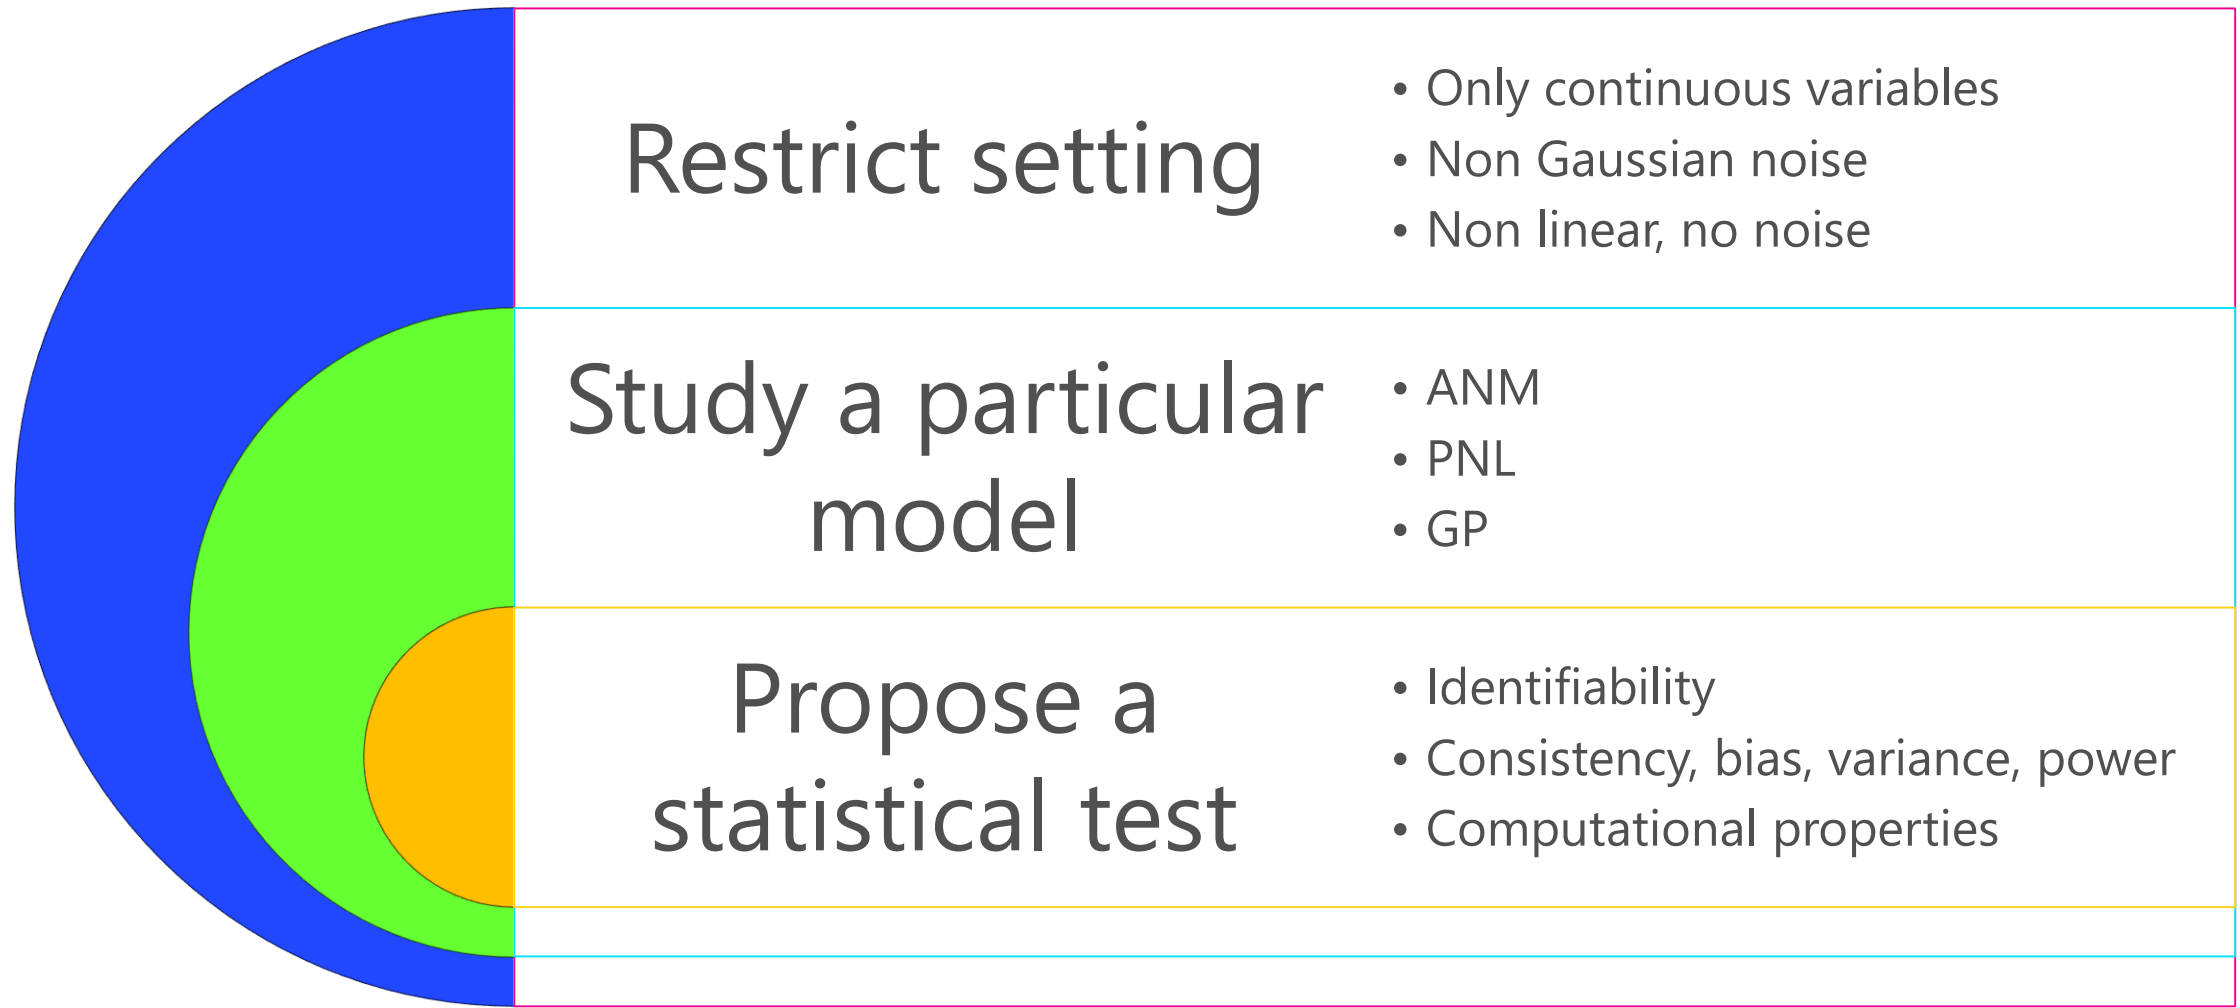 Restrict setting
• Only continuous variables
• Non Gaussian noise
• Non linear, no noise
Study a particular
model
• ANM
• PNL
• GP
Propose a
statistical test
• Identifiability
• Consistency, bias, variance, power
• Computational properties